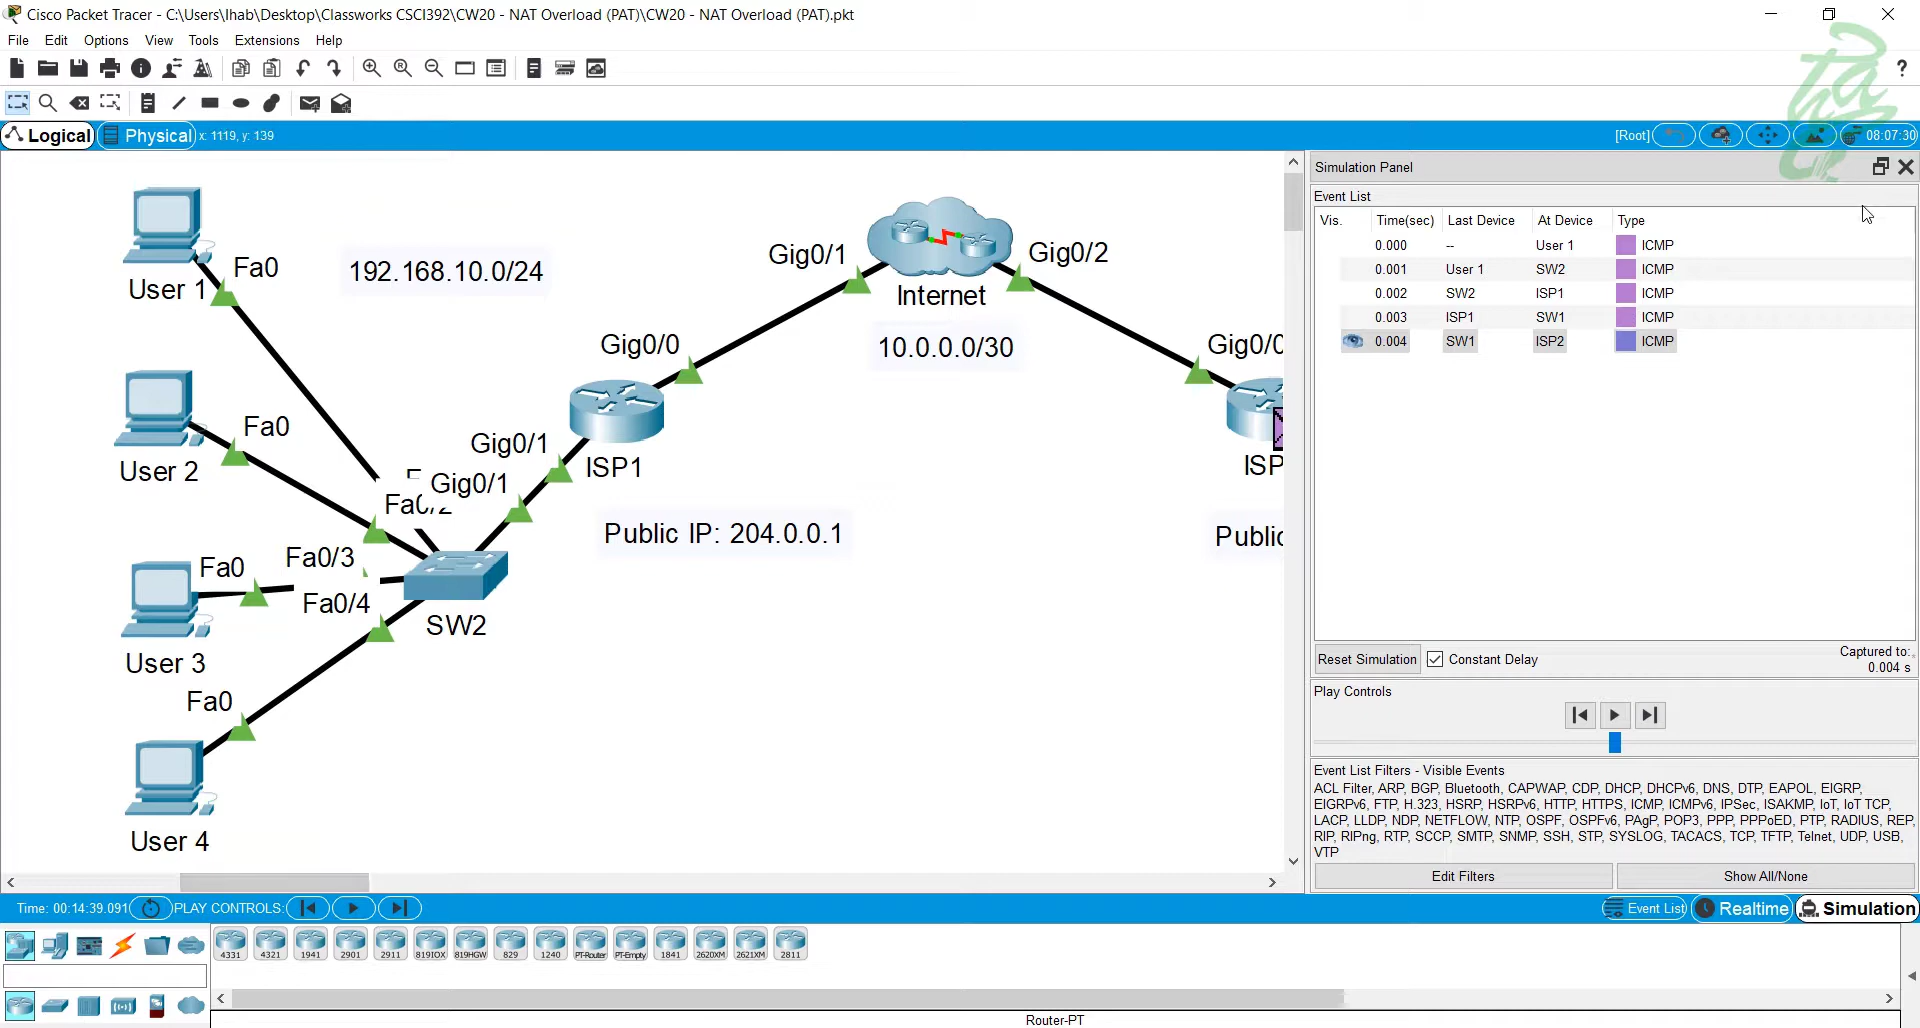 Cisco Packet Tracer - C:\Users\Ihab\Desktop\Classworks CSCI392\CW20 - NAT Overload (PAT)\CW20 - NAT Overload (PAT).pkt
File Edit Options View Tools Extensions Help
?
Logical Physical x: 1119, y: 139 [Root] 08:07:30
User 1
Fa0
192.168.10.0/24
User 2
Fa0
User 3
Fa0
Fa0/3
Fa0/4
User 4
Fa0
Gig0/1
Gig0/1
SW2
Gig0/0
ISP1
Public IP: 204.0.0.1
Gig0/1
Internet
10.0.0.0/30
Gig0/2
Simulation Panel
Event List
Vis. Time(sec) Last Device At Device Type
0.000 -- User 1 ICMP
0.001 User 1 SW2 ICMP
0.002 SW2 ISP1 ICMP
0.003 ISP1 SW1 ICMP
0.004 SW1 ISP2 ICMP
Reset Simulation Constant Delay
Captured to:
0.004 s
Play Controls
Event List Filters - Visible Events
ACL Filter, ARP, BGP, Bluetooth, CAPWAP, CDP, DHCP, DHCPv6, DNS, DTP, EAPOL, EIGRP,
EIGRPv6, FTP, H.323, HSRP, HSRPv6, HTTP, HTTPS, ICMP, ICMPv6, IPSec, ISAKMP, IoT, IoT TCP,
LACP, LLDP, NDP, NETFLOW, NTP, OSPF, OSPFv6, PAgP, POP3, PPP, PPPoED, PTP, RADIUS, REP,
RIP, RIPng, RTP, SCCP, SMTP, SNMP, SSH, STP, SYSLOG, TACACS, TCP, TFTP, Telnet, UDP, USB,
VTP
Edit Filters Show All/None
Time: 00:14:39.091 PLAY CONTROLS: Event List Realtime Simulation
4331 4321 1941 2901 2911 819IOX 819HGW 829 1240 PT-Router PT-Empty 1841 2620XM 2621XM 2811
Router-PT